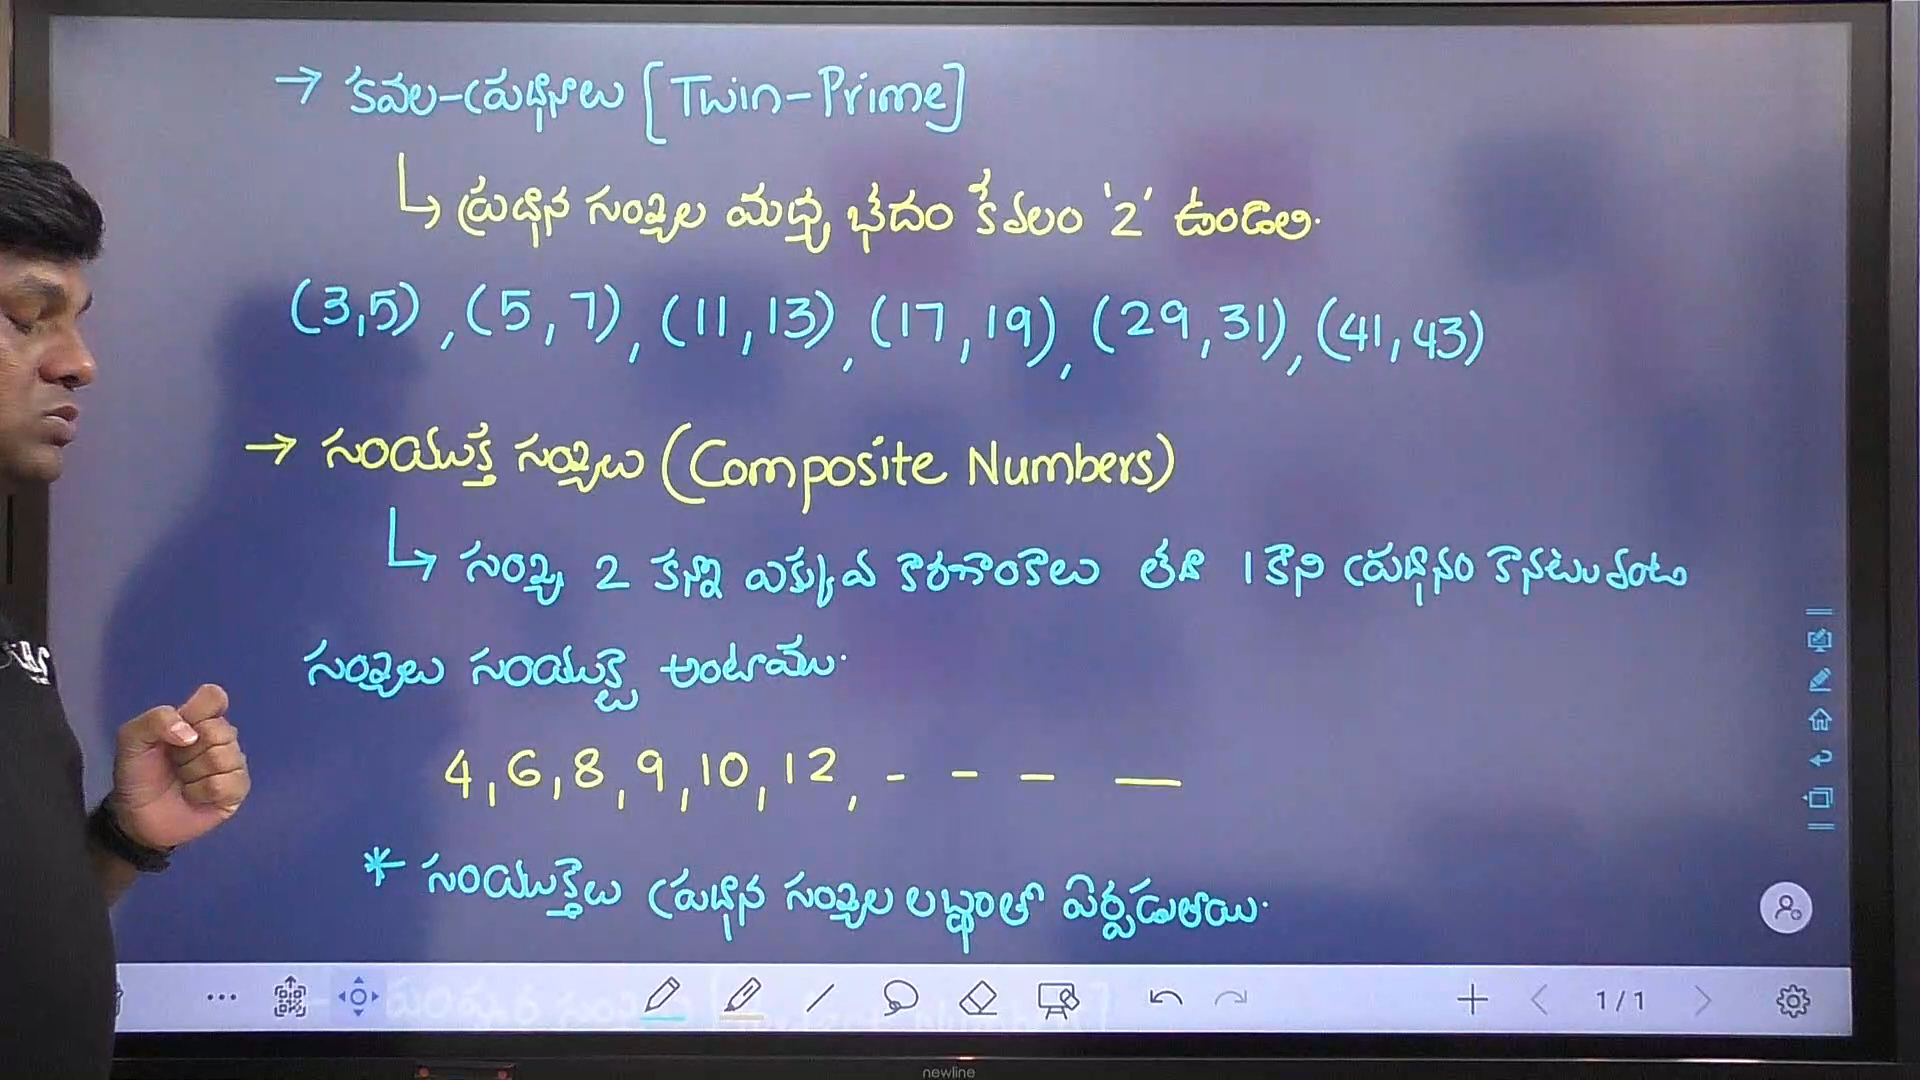 → కవల-ప్రధానాలు [Twin-Prime]
↳ ప్రధాన సంఖ్యల మధ్య భేదం కేవలం '2' ఉండాలి.
(3,5), (5,7), (11,13), (17,19), (29,31), (41,43)
→ సంయుక్త సంఖ్యలు (Composite Numbers)
↳ సంఖ్య 2 కన్నా ఎక్కువ కారణాంకాలు లేదా 1 కాని ప్రధానం కానటువంటి
సంఖ్యలు సంయుక్త అంటాము.
4, 6, 8, 9, 10, 12, - - - —
* సంయుక్తాలు ప్రధాన సంఖ్యల లబ్ధంతో ఏర్పడుతాయి.
1/1
newline